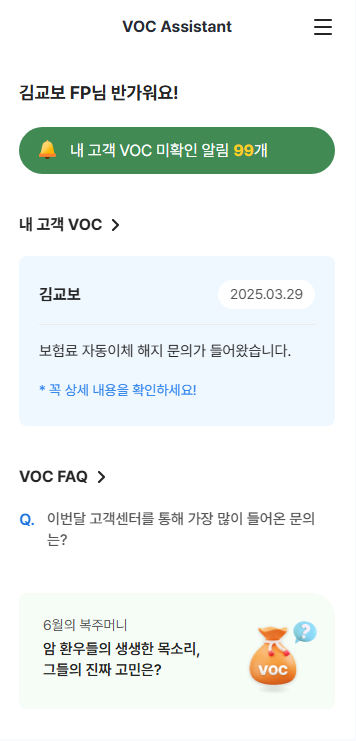 VOC Assistant
김교보 FP님 반가워요!
내 고객 VOC 미확인 알림 99개
내 고객 VOC
김교보
2025.03.29
보험료 자동이체 해지 문의가 들어왔습니다.
* 꼭 상세 내용을 확인하세요!
VOC FAQ
Q. 이번달 고객센터를 통해 가장 많이 들어온 문의
는?
6월의 복주머니
암 환우들의 생생한 목소리,
그들의 진짜 고민은?
?
VOC